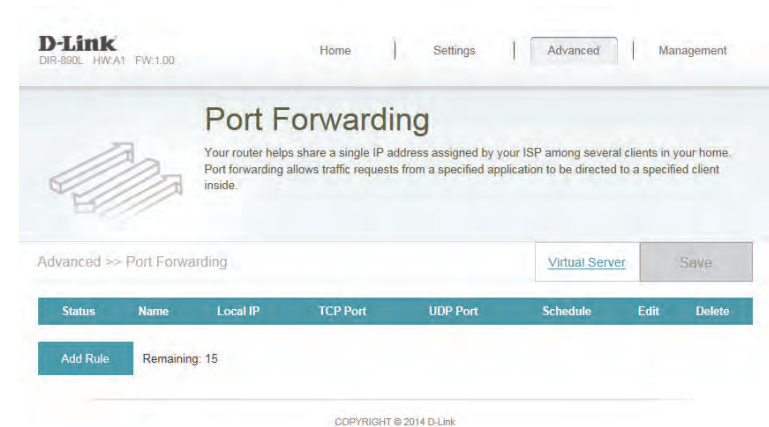 D-Link
DIR-890L HW:A1 FW:1.00
Home | Settings | Advanced | Management
Port Forwarding
Your router helps share a single IP address assigned by your ISP among several clients in your home.
Port forwarding allows traffic requests from a specified application to be directed to a specified client
inside.
Advanced >> Port Forwarding
Virtual Server
Save
Status Name Local IP TCP Port UDP Port Schedule Edit Delete
Add Rule
Remaining: 15
COPYRIGHT © 2014 D-Link